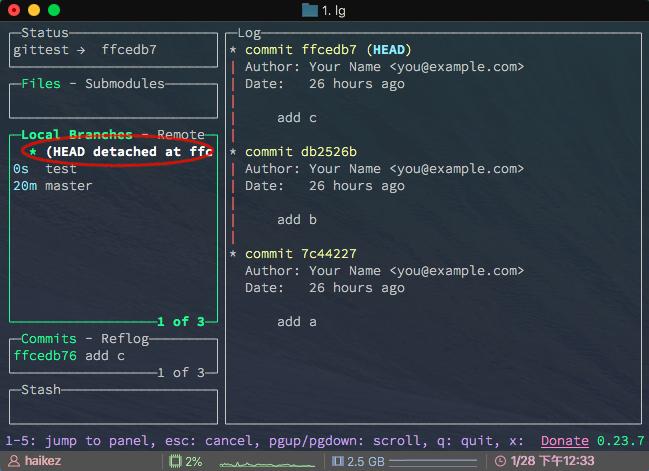 1. lg
Status
gittest → ffcedb7
Files - Submodules
Local Branches - Remote
* (HEAD detached at ffc
0s test
20m master
1 of 3
Commits - Reflog
ffcedb76 add c
1 of 3
Stash
Log
* commit ffcedb7 (HEAD)
| Author: Your Name <you@example.com>
| Date: 26 hours ago
|
| add c
|
* commit db2526b
| Author: Your Name <you@example.com>
| Date: 26 hours ago
|
| add b
|
* commit 7c44227
Author: Your Name <you@example.com>
Date: 26 hours ago
add a
1-5: jump to panel, esc: cancel, pgup/pgdown: scroll, q: quit, x: Donate 0.23.7
haikez 2% 2.5 GB 1/28 下午12:33